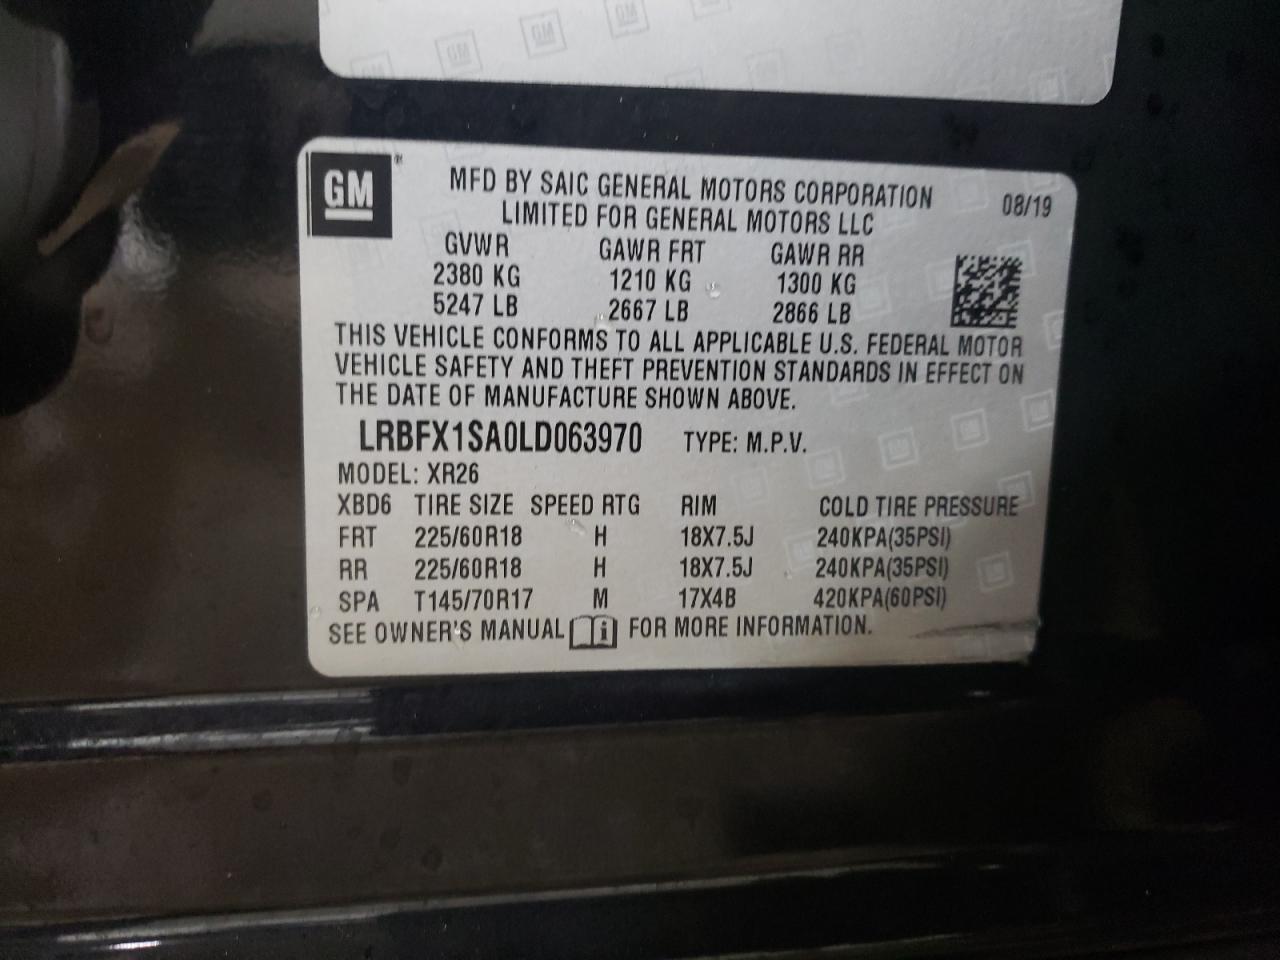 GM
MFD BY SAIC GENERAL MOTORS CORPORATION
LIMITED FOR GENERAL MOTORS LLC
08/19
GVWR GAWR FRT GAWR RR
2380 KG 1210 KG 1300 KG
5247 LB 2667 LB 2866 LB
THIS VEHICLE CONFORMS TO ALL APPLICABLE U.S. FEDERAL MOTOR
VEHICLE SAFETY AND THEFT PREVENTION STANDARDS IN EFFECT ON
THE DATE OF MANUFACTURE SHOWN ABOVE.
LRBFX1SA0LD063970 TYPE: M.P.V.
MODEL: XR26
XBD6 TIRE SIZE SPEED RTG RIM COLD TIRE PRESSURE
FRT 225/60R18 H 18X7.5J 240KPA(35PSI)
RR 225/60R18 H 18X7.5J 240KPA(35PSI)
SPA T145/70R17 M 17X4B 420KPA(60PSI)
SEE OWNER'S MANUAL FOR MORE INFORMATION.